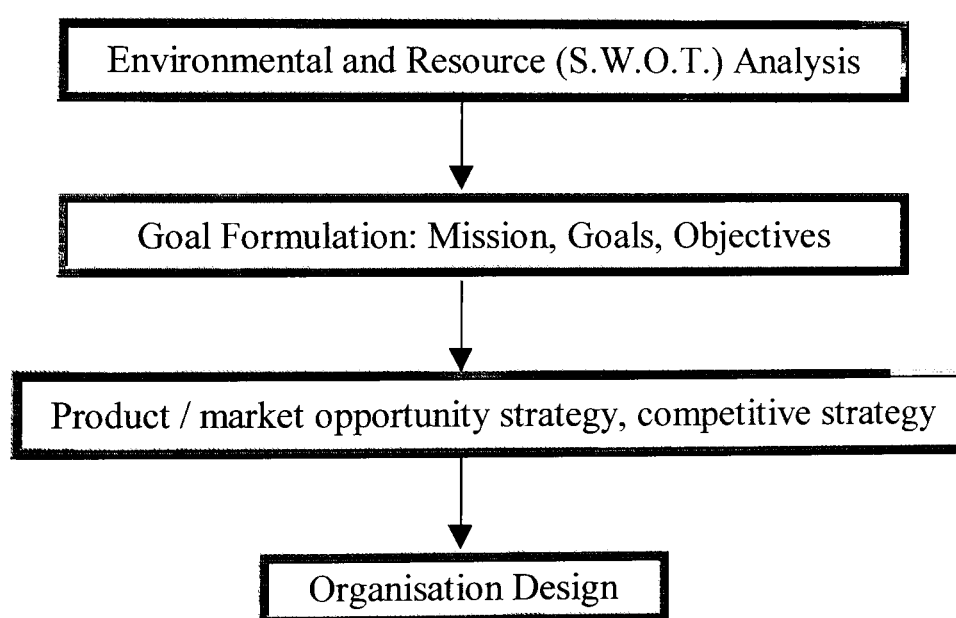 Environmental and Resource (S.W.O.T.) Analysis
Goal Formulation: Mission, Goals, Objectives
Product / market opportunity strategy, competitive strategy
Organisation Design